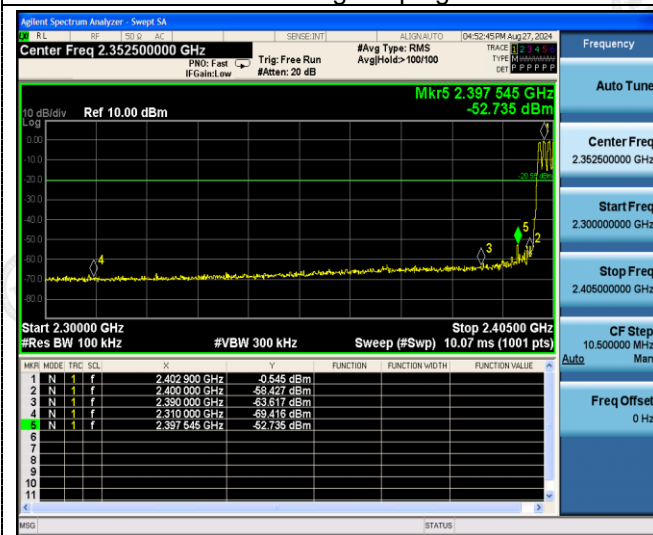 Agilent Spectrum Analyzer - Swept SA
RL RF 50 Ω AC SENSE:INT ALIGNAUTO 04:52:45PM Aug 27, 2024
Center Freq 2.352500000 GHz
PNO: Fast
IFGain:Low
Trig: Free Run
#Atten: 20 dB
#Avg Type: RMS
Avg|Hold:> 100/100
TRACE 1 2 3 4 5 6
TYPE M
DET P P P P P P
Mkr5 2.397 545 GHz
-52.735 dBm
10 dB/div Ref 10.00 dBm
Log
0.00
-10.0
-20.0
-30.0
-40.0
-50.0
-60.0
-70.0
-80.0
1
5
2
3
4
Start 2.30000 GHz Stop 2.40500 GHz
#Res BW 100 kHz #VBW 300 kHz Sweep (#Swp) 10.07 ms (1001 pts)
MKR MODE TRC SCL X Y FUNCTION FUNCTION WIDTH FUNCTION VALUE
1 N 1 f 2.402 900 GHz -0.545 dBm
2 N 1 f 2.400 000 GHz -58.427 dBm
3 N 1 f 2.390 000 GHz -63.617 dBm
4 N 1 f 2.310 000 GHz -69.416 dBm
5 N 1 f 2.397 545 GHz -52.735 dBm
6
7
8
9
10
11
MSG STATUS
Frequency
Auto Tune
Center Freq
2.352500000 GHz
Start Freq
2.300000000 GHz
Stop Freq
2.405000000 GHz
CF Step
10.500000 MHz
Auto Man
Freq Offset
0 Hz